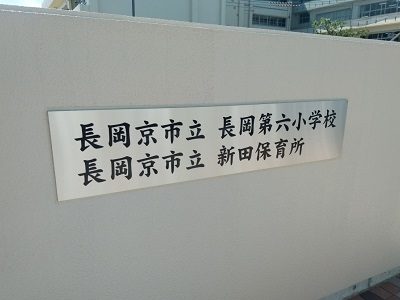 長岡京市立 長岡第六小学校
長岡京市立 新田保育所